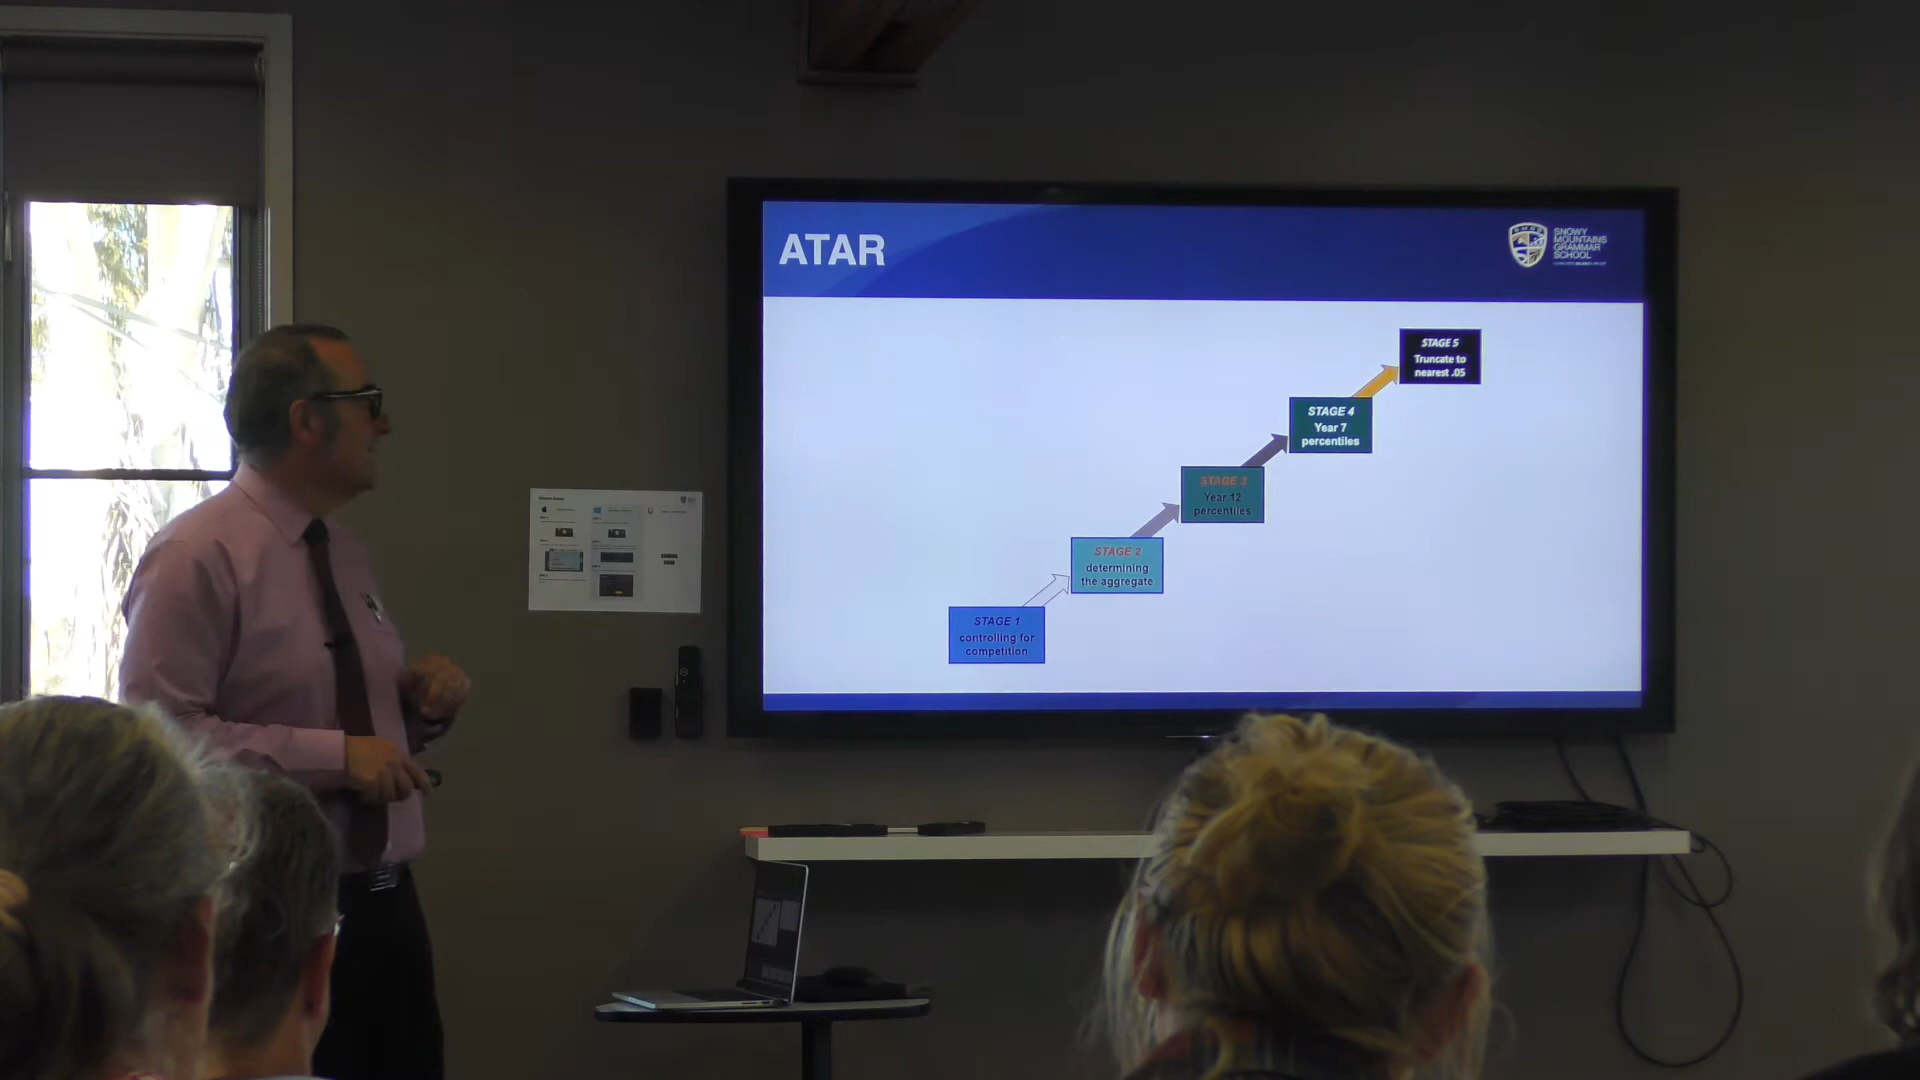 ATAR
SNOWY
MOUNTAINS
GRAMMAR
SCHOOL
STAGE 5
Truncate to
nearest .05
STAGE 4
Year 7
percentiles
STAGE 3
Year 12
percentiles
STAGE 2
determining
the aggregate
STAGE 1
controlling for
competition